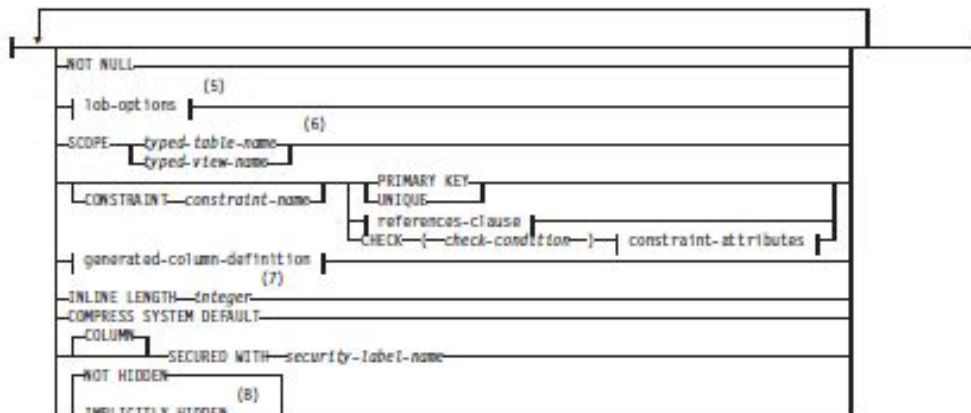 NOT NULL
(5)
lob-options
(6)
SCOPE typed-table-name
typed-view-name
PRIMARY KEY
CONSTRAINT constraint-name UNIQUE
references-clause
CHECK ( check-condition ) constraint-attributes
generated-column-definition
(7)
INLINE LENGTH integer
COMPRESS SYSTEM DEFAULT
COLUMN
SECURED WITH security-label-name
NOT HIDDEN
(8)
IMPLICITLY HIDDEN